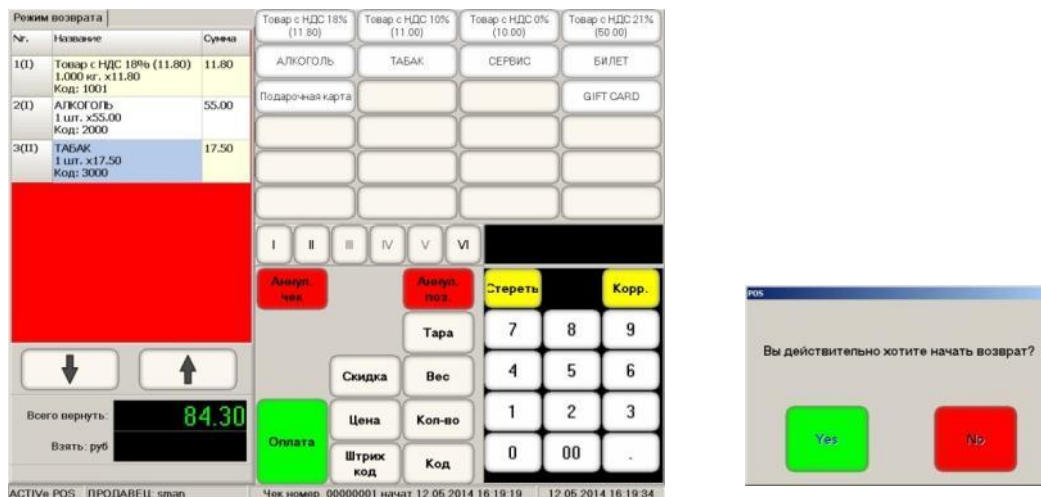 Режим возврата
Nr. Название Сумма
1(I) Товар с НДС 18% (11.80) 11.80
1.000 кг. x11.80
Код: 1001
2(I) АЛКОГОЛЬ 55.00
1 шт. x55.00
Код: 2000
3(II) ТАБАК 17.50
1 шт. x17.50
Код: 3000
Всего вернуть: 84.30
Взять: руб
Товар с НДС 18% (11.80)
Товар с НДС 10% (11.00)
Товар с НДС 0% (10.00)
Товар с НДС 21% (50.00)
АЛКОГОЛЬ ТАБАК СЕРВИС БИЛЕТ
Подарочная карта GIFT CARD
I II III IV V VI
Аннул. чек
Аннул. поз.
Стереть Корр.
Тара 7 8 9
Скидка Вес 4 5 6
Оплата Цена Кол-во 1 2 3
Штрих код Код 0 00 .
ACTIVe POS ПРОДАВЕЦ: sman Чек номер 00000001 начат 12.05.2014 16:19:19 12.05.2014 16:19:34
POS
Вы действительно хотите начать возврат?
Yes No